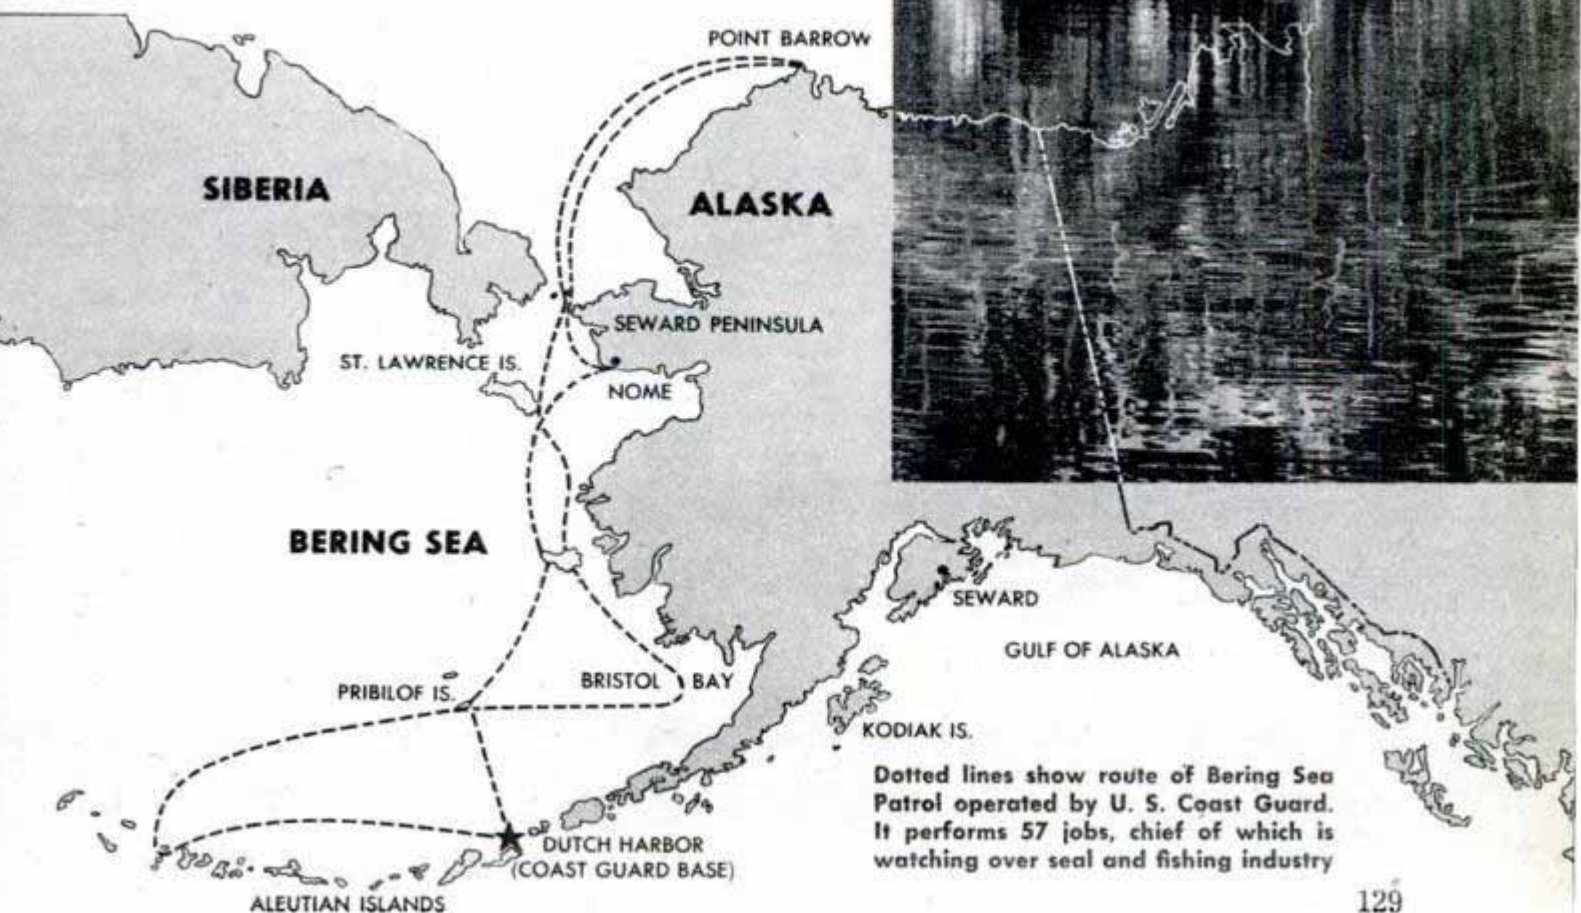 POINT BARROW
SIBERIA
ALASKA
SEWARD PENINSULA
ST. LAWRENCE IS.
NOME
BERING SEA
SEWARD
GULF OF ALASKA
PRIBILOF IS.
BRISTOL BAY
KODIAK IS.
Dotted lines show route of Bering Sea
Patrol operated by U. S. Coast Guard.
It performs 57 jobs, chief of which is
watching over seal and fishing industry
DUTCH HARBOR
(COAST GUARD BASE)
ALEUTIAN ISLANDS
129